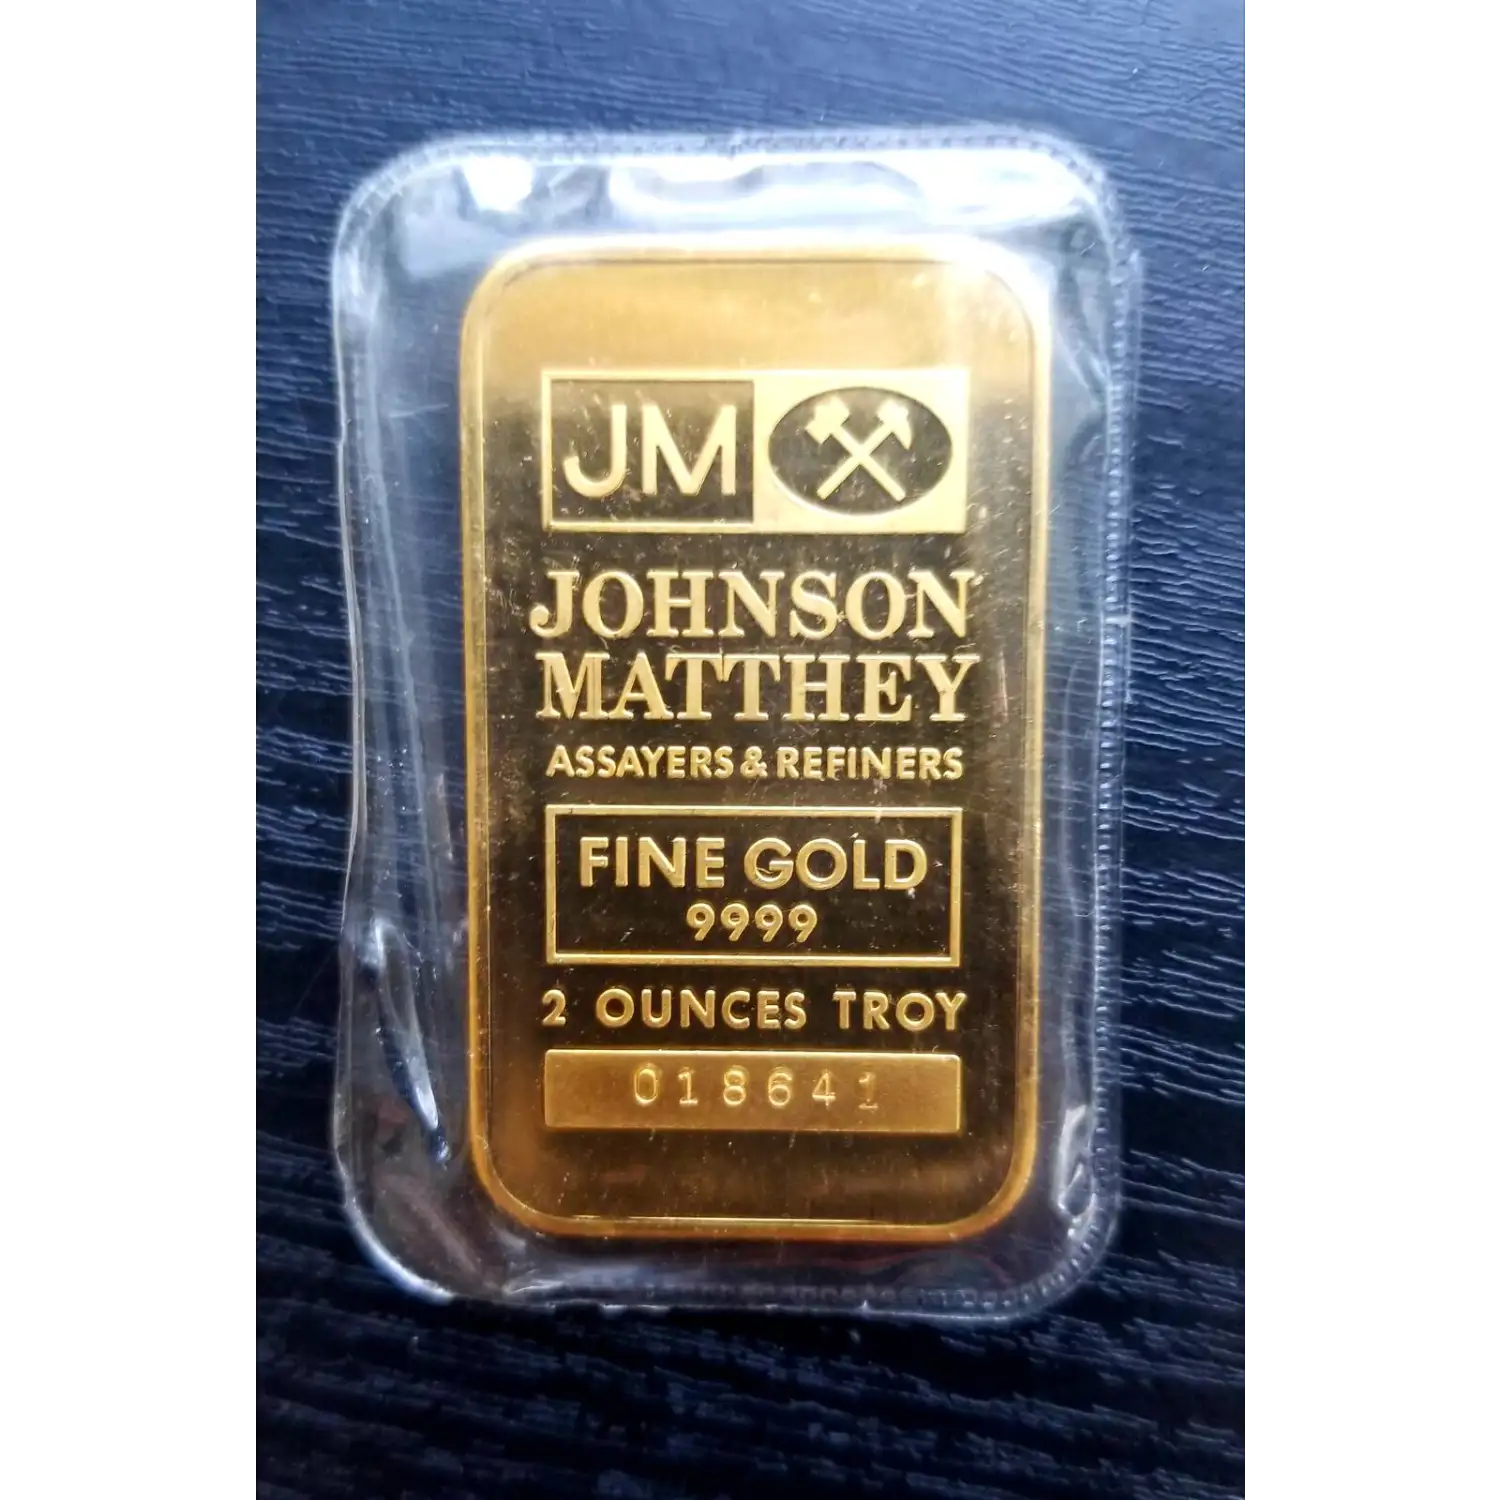 JM
JOHNSON
MATTHEY
ASSAYERS & REFINERS
FINE GOLD
9999
2 OUNCES TROY
018641